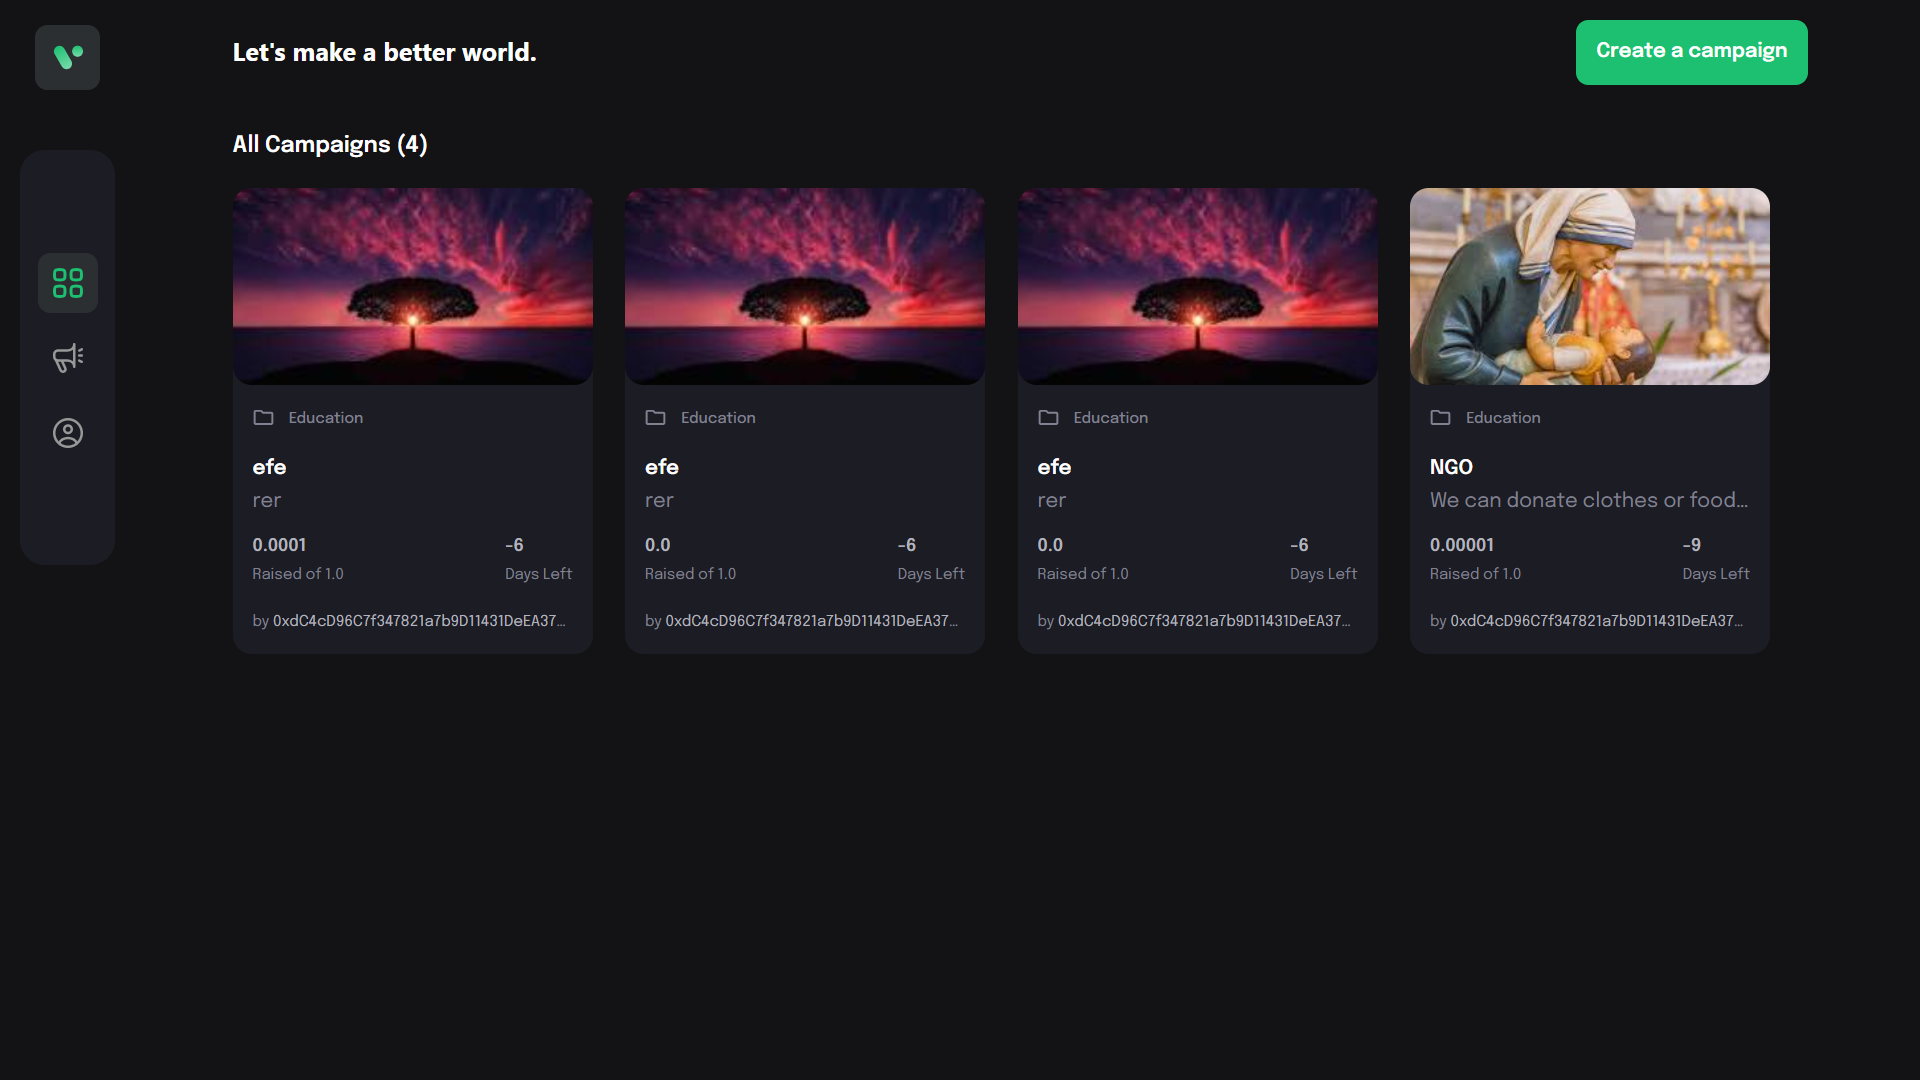 Let's make a better world.
Create a campaign
All Campaigns (4)
Education
efe
rer
0.0001
-6
Raised of 1.0
Days Left
by 0xdC4cD96C7f347821a7b9D11431DeEA37...
Education
efe
rer
0.0
-6
Raised of 1.0
Days Left
by 0xdC4cD96C7f347821a7b9D11431DeEA37...
Education
efe
rer
0.0
-6
Raised of 1.0
Days Left
by 0xdC4cD96C7f347821a7b9D11431DeEA37...
Education
NGO
We can donate clothes or food...
0.00001
-9
Raised of 1.0
Days Left
by 0xdC4cD96C7f347821a7b9D11431DeEA37...